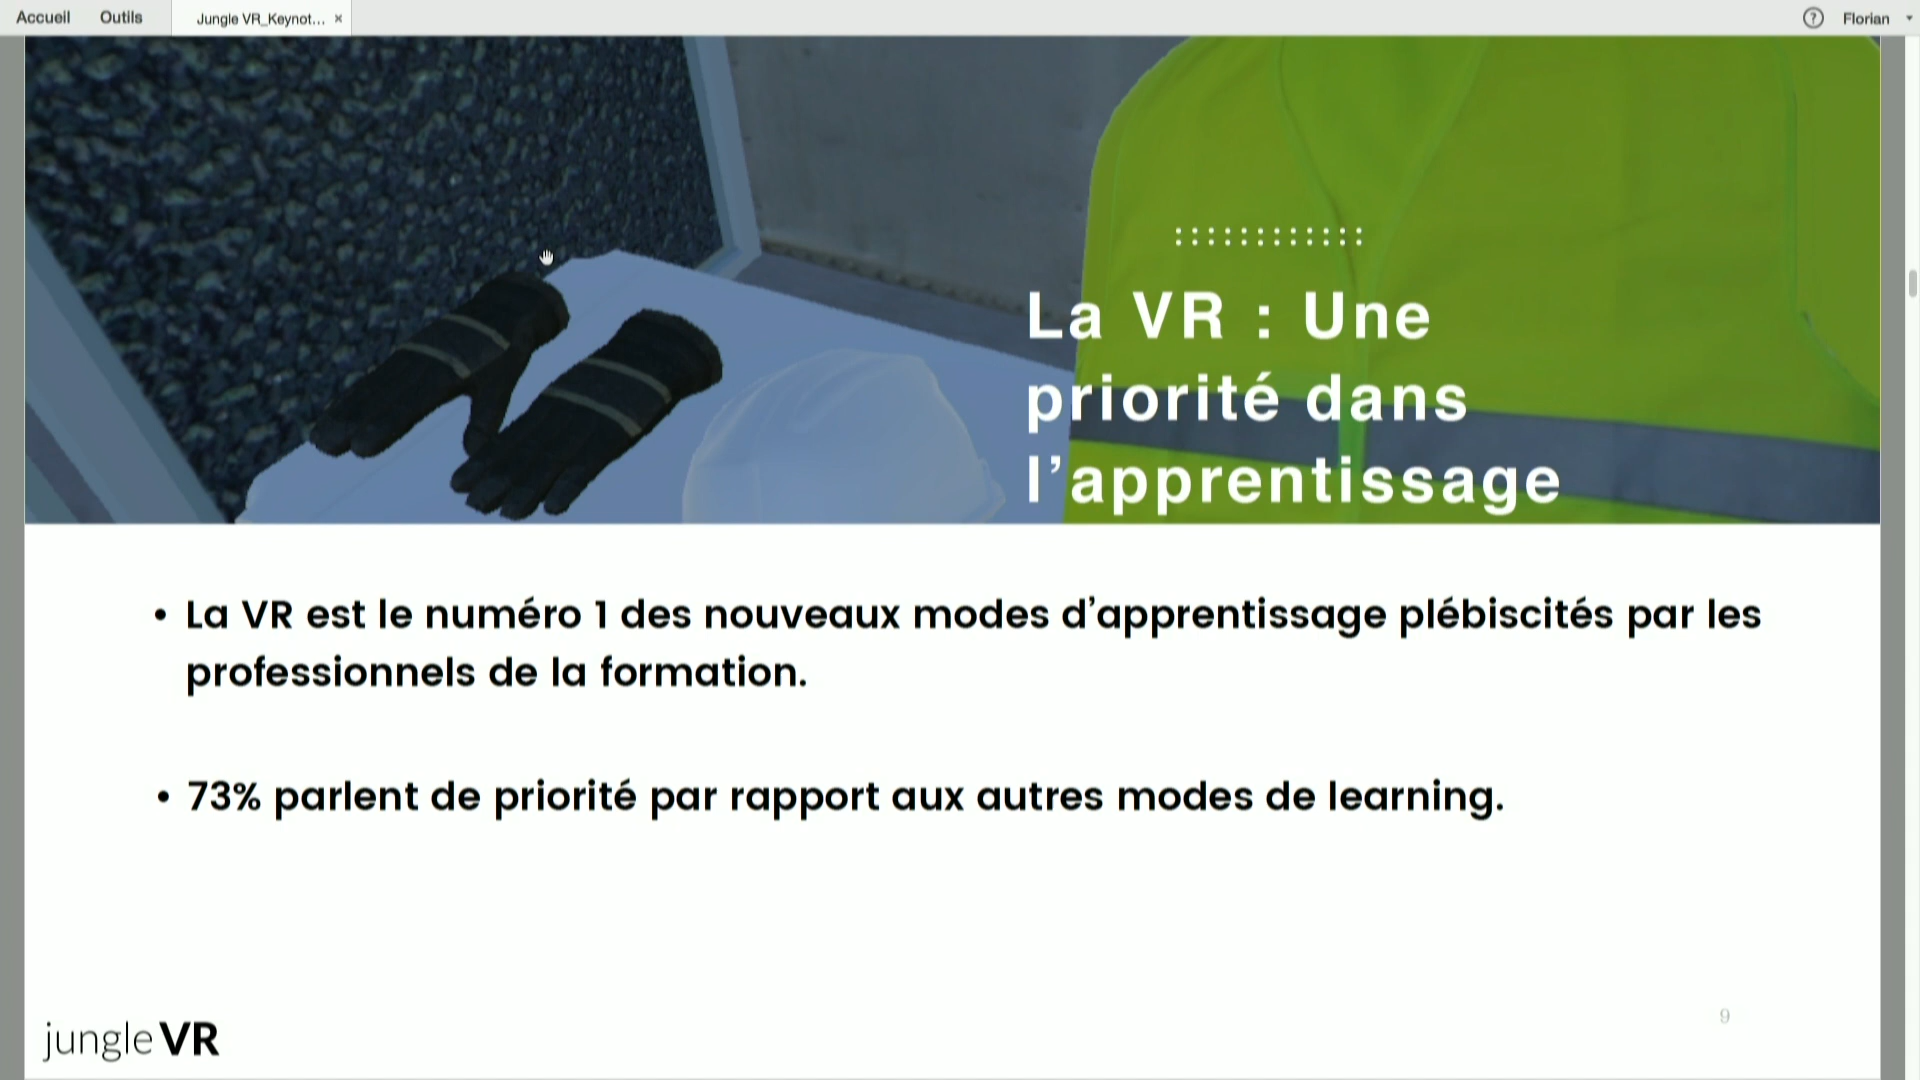 Accueil Outils Jungle VR_Keynot... × ? Florian
La VR : Une
priorité dans
l’apprentissage
• La VR est le numéro 1 des nouveaux modes d’apprentissage plébiscités par les
professionnels de la formation.
• 73% parlent de priorité par rapport aux autres modes de learning.
jungle VR
9